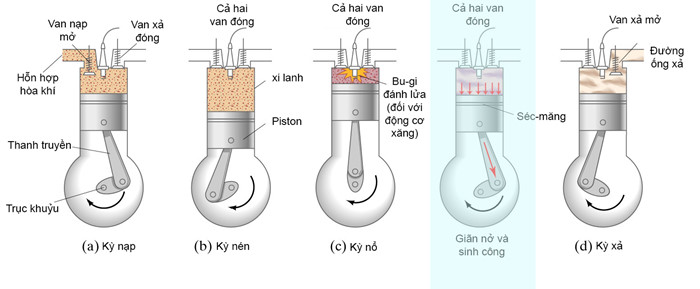 Van nạp
mở
Van xả
đóng
Hỗn hợp
hòa khí
Thanh truyền
Trục khuỷu
(a) Kỳ nạp
Cả hai
van đóng
xi lanh
Piston
(b) Kỳ nén
Cả hai van
đóng
Bu-gi
đánh lửa
(đối với
động cơ
xăng)
(c) Kỳ nổ
Cả hai van
đóng
Séc-măng
Giãn nở và
sinh công
Van xả mở
Đường
ống xả
(d) Kỳ xả